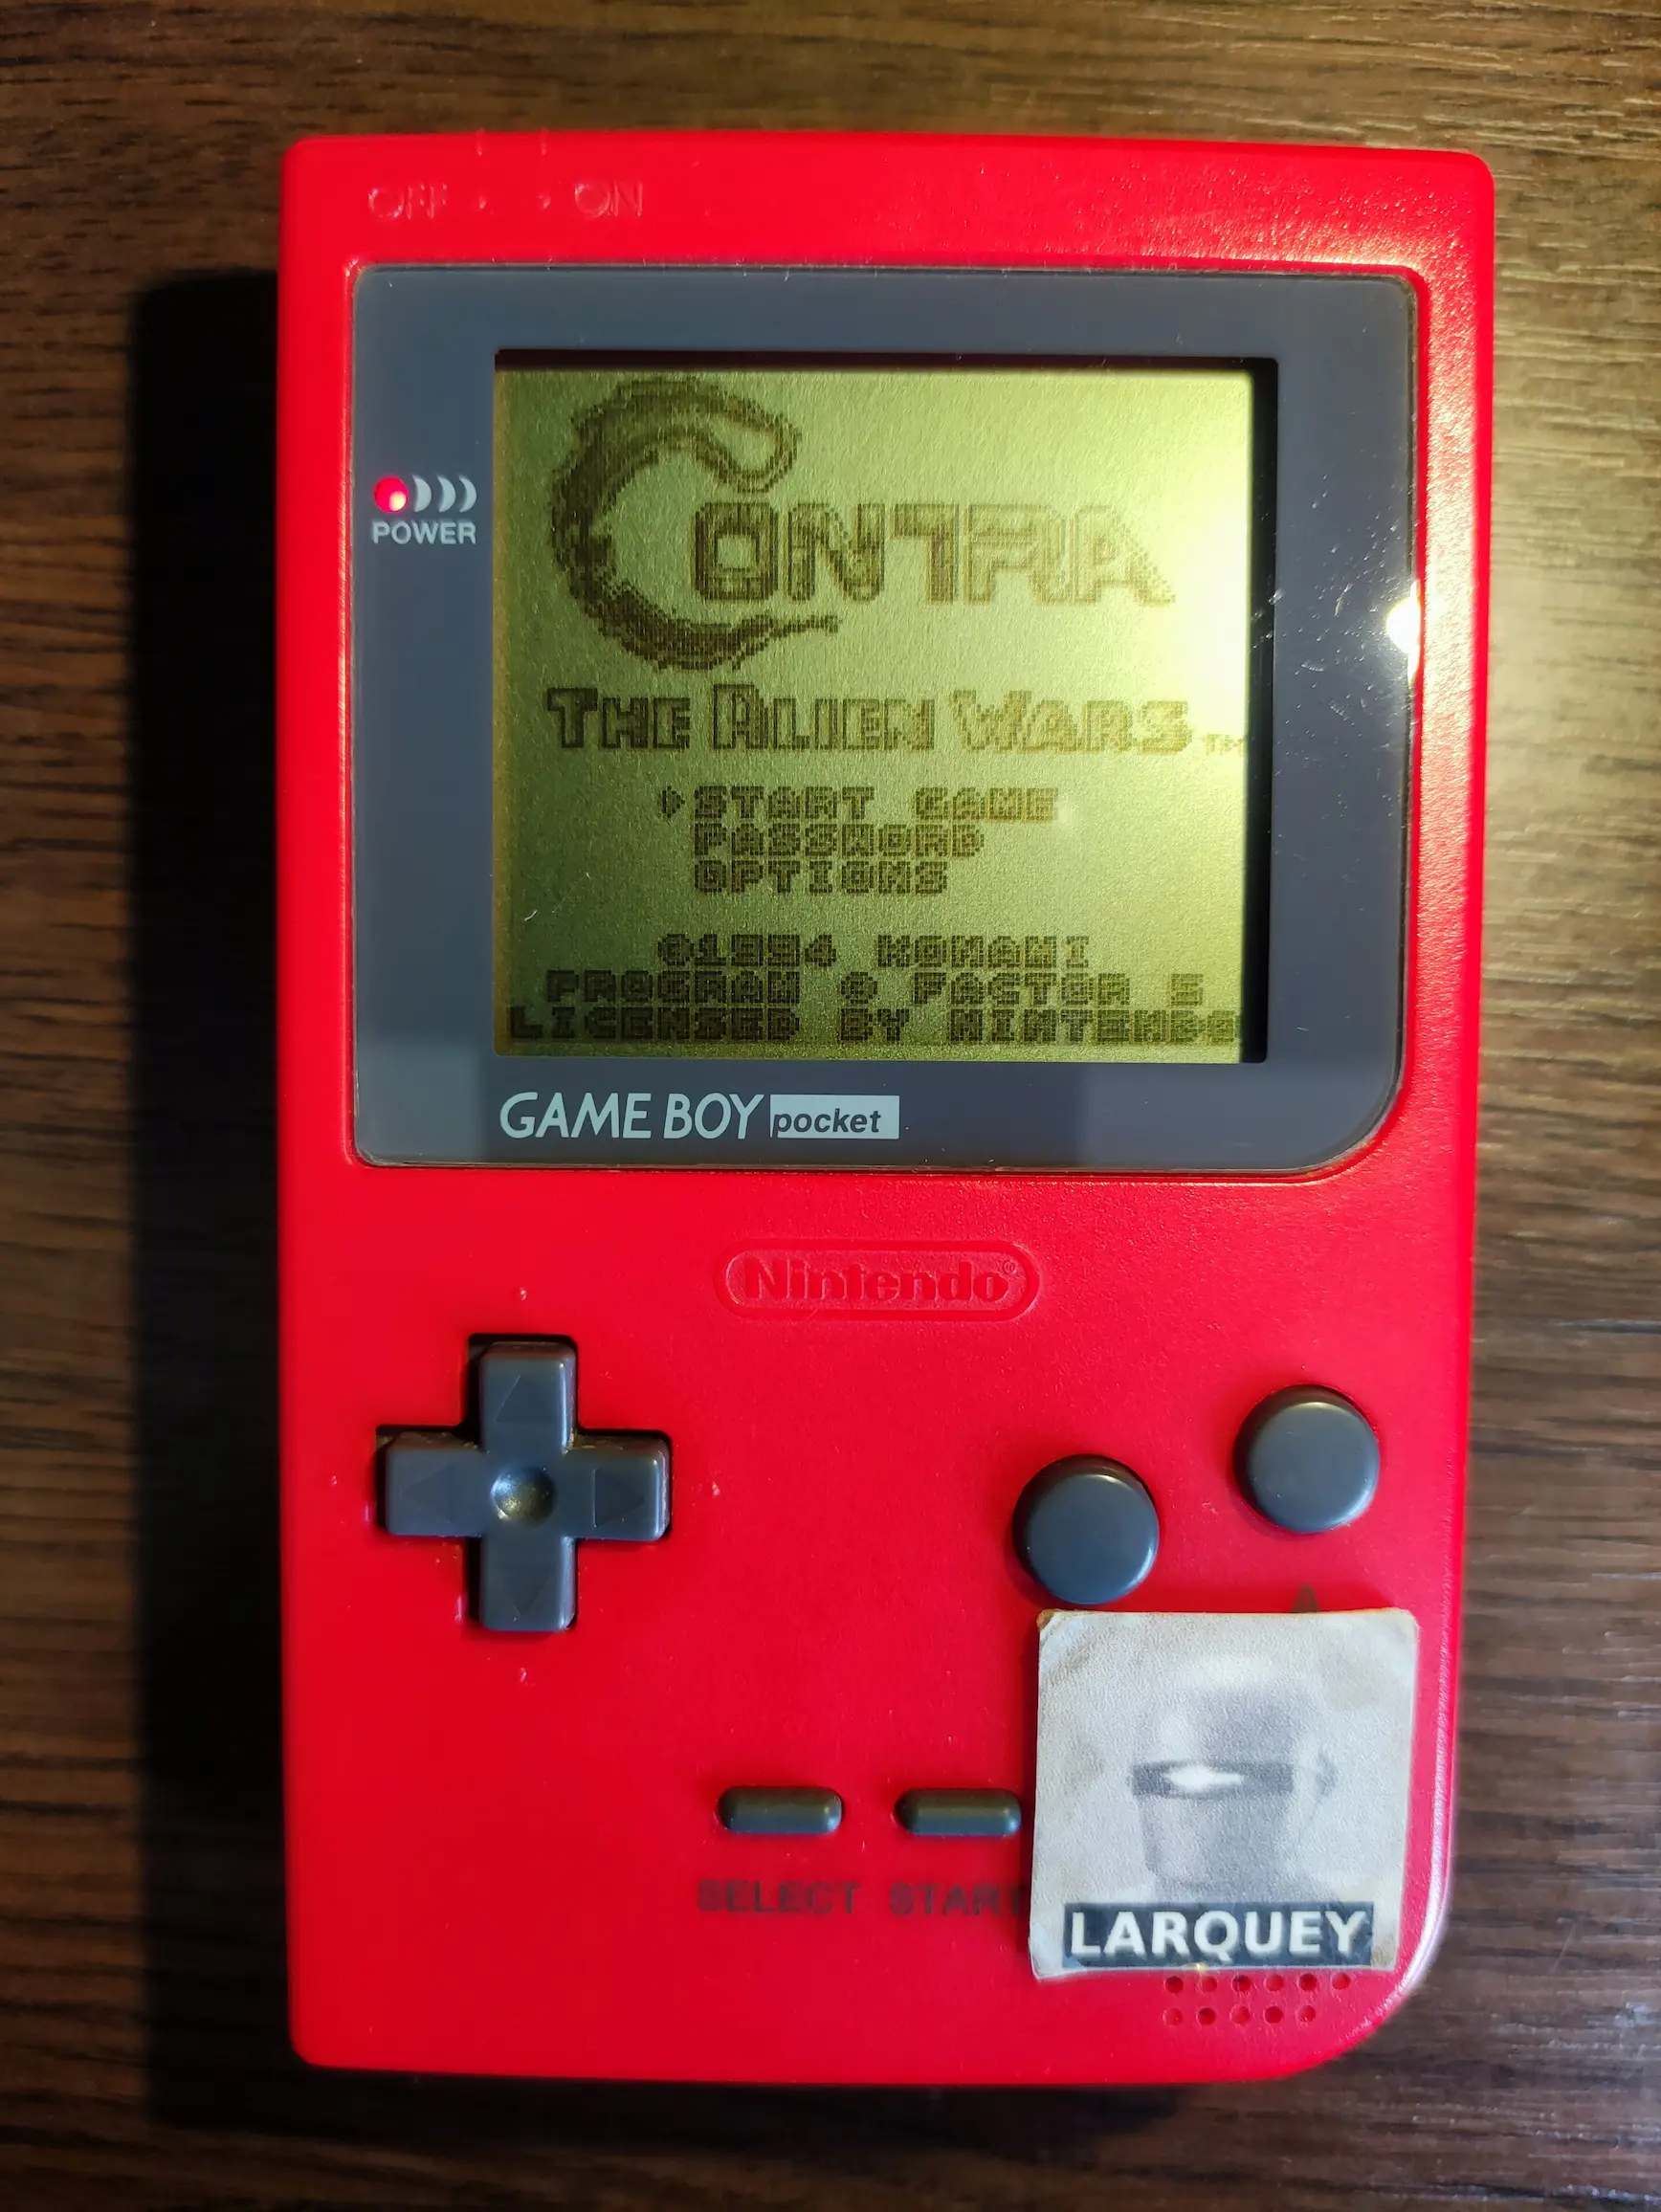 OFF ON
POWER
CONTRA
THE ALIEN WARS TM
START GAME
PASSWORD
OPTIONS
©1994 KONAMI
PROGRAM © FACTOR 5
LICENSED BY NINTENDO
GAME BOY pocket
Nintendo®
A
SELECT START
LARQUEY